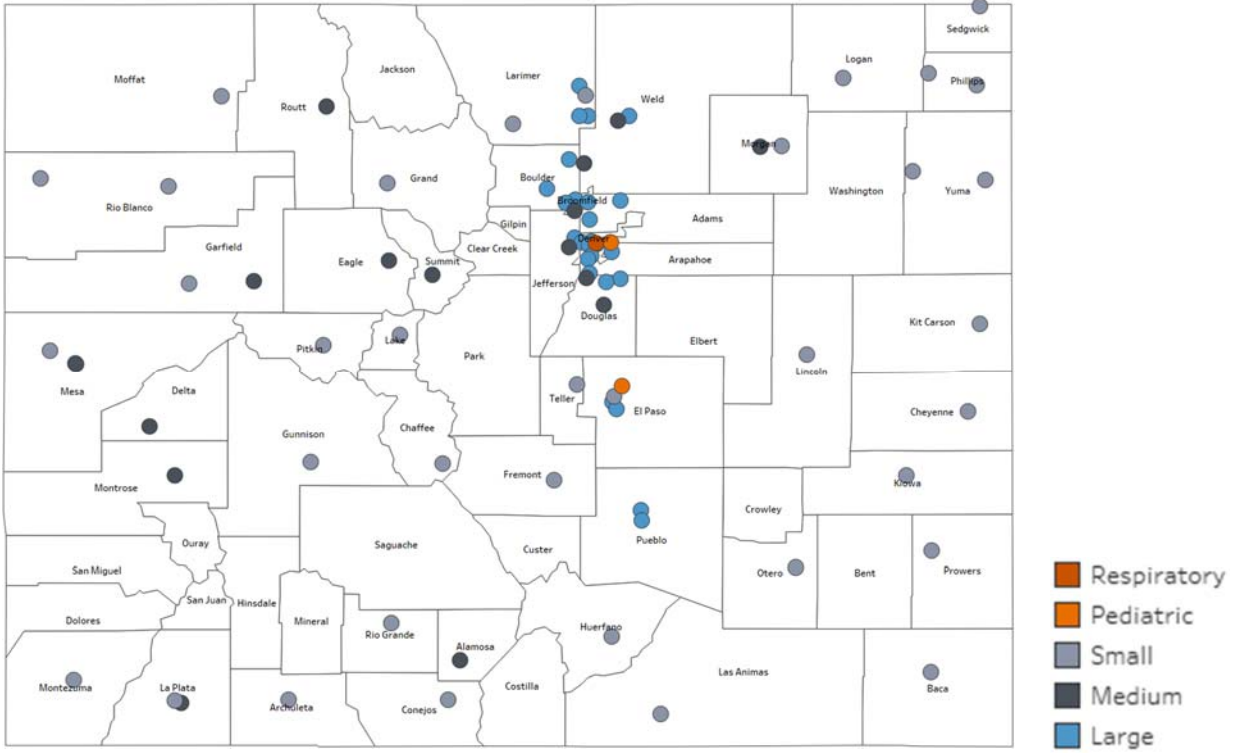 Sedgwick
Logan
Jackson
Larimer
Moffat
Phillips
Weld
Routt
Morgan
Boulder
Grand
Washington
Yuma
Rio Blanco
Broomfield
Adams
Gilpin
Denver
Garfield
Clear Creek
Eagle
Summit
Arapahoe
Jefferson
Douglas
Kit Carson
Lake
Elbert
Pitkin
Park
Lincoln
Mesa
Delta
Teller
El Paso
Cheyenne
Chaffee
Gunnison
Fremont
Kiowa
Montrose
Crowley
Pueblo
Ouray
Saguache
Custer
San Miguel
Otero
Bent
Prowers
San Juan
Hinsdale
Dolores
Mineral
Rio Grande
Huerfano
Alamosa
Las Animas
Montezuma
La Plata
Costilla
Baca
Archuleta
Conejos
Respiratory
Pediatric
Small
Medium
Large